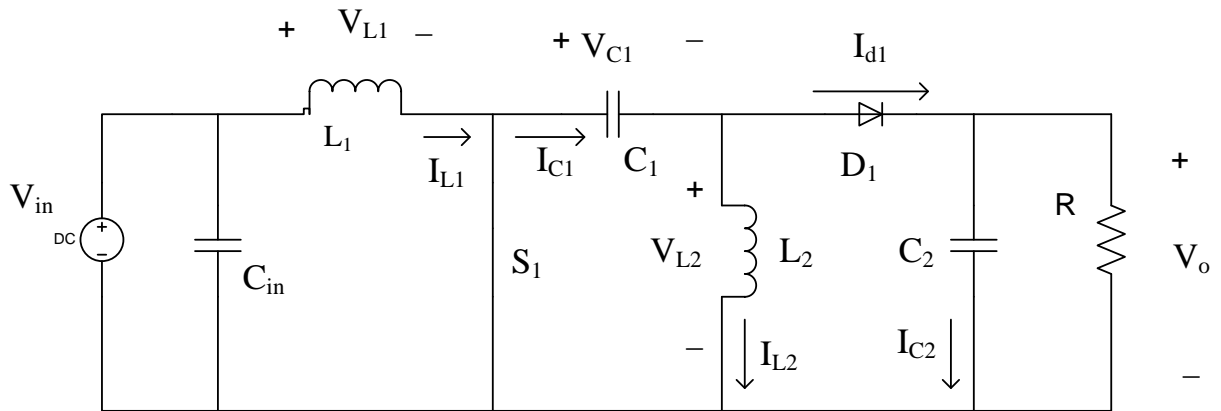 + V_L1 – + V_C1 – I_d1
L_1 I_L1 I_C1 C_1 D_1
V_in DC + – C_in S_1 + V_L2 – L_2 I_L2 C_2 I_C2 R + V_o –